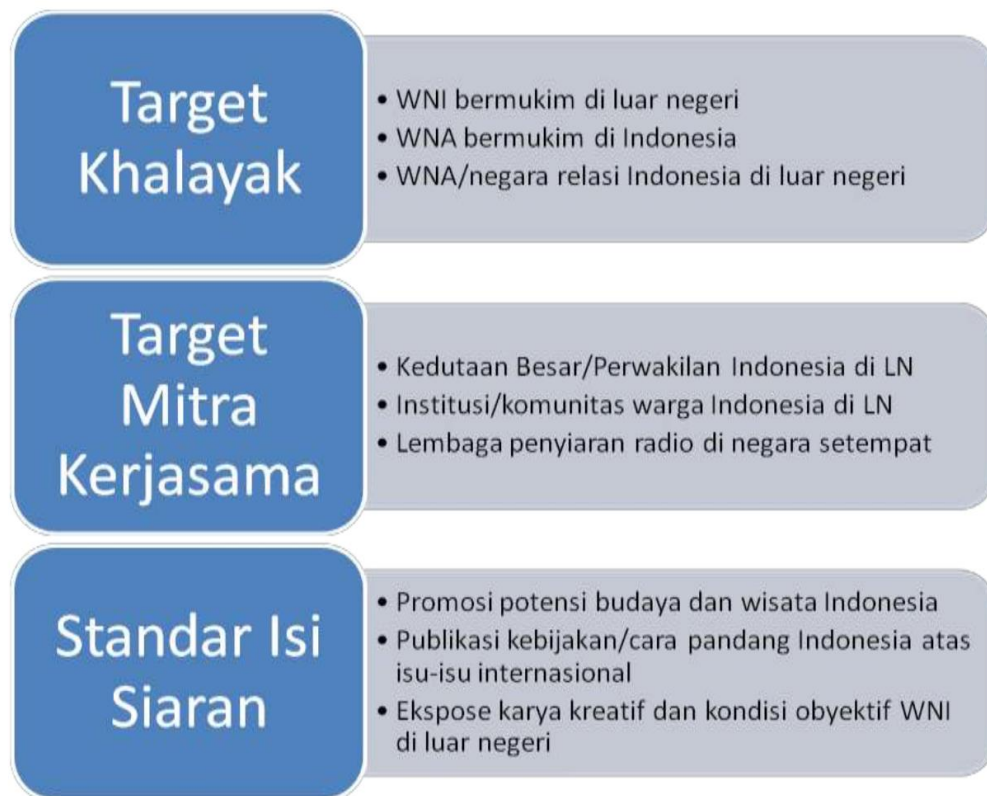 Target
Khalayak
• WNI bermukim di luar negeri
• WNA bermukim di Indonesia
• WNA/negara relasi Indonesia di luar negeri
Target
Mitra
Kerjasama
• Kedutaan Besar/Perwakilan Indonesia di LN
• Institusi/komunitas warga Indonesia di LN
• Lembaga penyiaran radio di negara setempat
Standar Isi
Siaran
• Promosi potensi budaya dan wisata Indonesia
• Publikasi kebijakan/cara pandang Indonesia atas
isu-isu internasional
• Ekspose karya kreatif dan kondisi obyektif WNI
di luar negeri